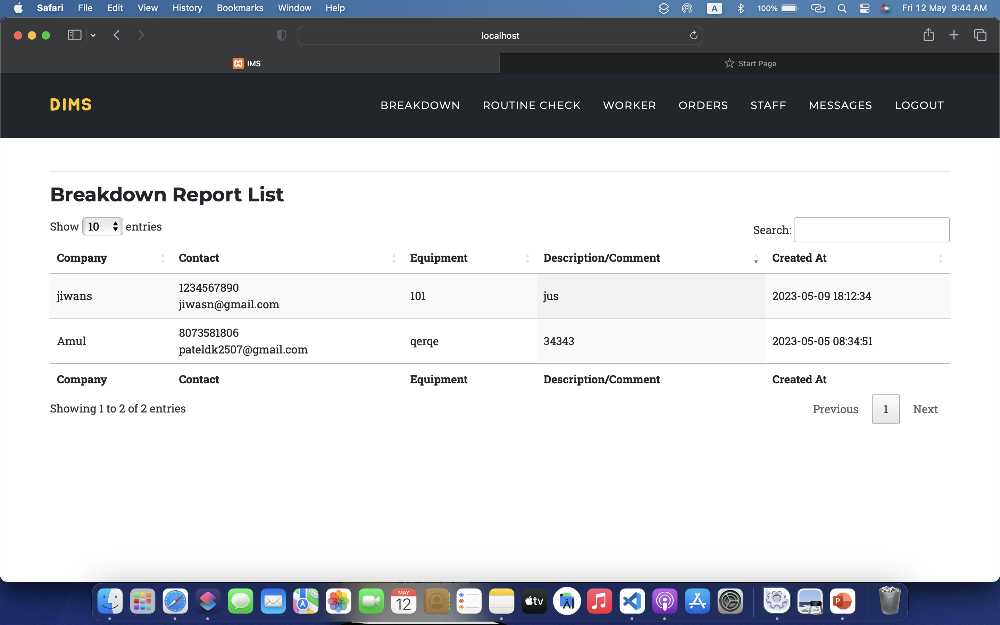 Safari File Edit View History Bookmarks Window Help A 100% Fri 12 May 9:44 AM
localhost
IMS Start Page
DIMS BREAKDOWN ROUTINE CHECK WORKER ORDERS STAFF MESSAGES LOGOUT
Breakdown Report List
Show 10 entries Search:
Company Contact Equipment Description/Comment Created At
1234567890
jiwans 101 jus 2023-05-09 18:12:34
jiwasn@gmail.com
8073581806
Amul qerqe 34343 2023-05-05 08:34:51
pateldk2507@gmail.com
Company Contact Equipment Description/Comment Created At
Showing 1 to 2 of 2 entries Previous 1 Next
MAY
12 tv P